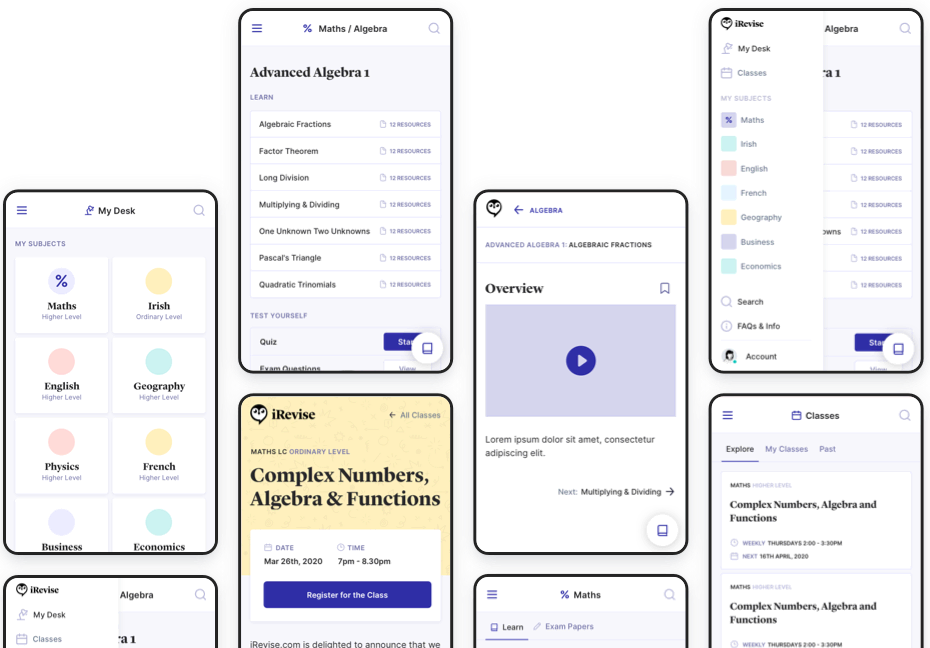 My Desk
MY SUBJECTS
Maths
Higher Level
Irish
Ordinary Level
English
Higher Level
Geography
Higher Level
Physics
Higher Level
French
Higher Level
Business
Economics
iRevise
My Desk
Classes
Algebra
ra 1
% Maths / Algebra
Advanced Algebra 1
LEARN
Algebraic Fractions 12 RESOURCES
Factor Theorem 12 RESOURCES
Long Division 12 RESOURCES
Multiplying & Dividing 12 RESOURCES
One Unknown Two Unknowns 12 RESOURCES
Pascal's Triangle 12 RESOURCES
Quadratic Trinomials 12 RESOURCES
TEST YOURSELF
Quiz Star
Exam Questions View
iRevise
← All Classes
MATHS LC ORDINARY LEVEL
Complex Numbers,
Algebra & Functions
DATE TIME
Mar 26th, 2020 7pm - 8.30pm
Register for the Class
iRevise.com is delighted to announce that we
← ALGEBRA
ADVANCED ALGEBRA 1: ALGEBRAIC FRACTIONS
Overview
Lorem ipsum dolor sit amet, consectetur
adipiscing elit.
Next: Multiplying & Dividing →
% Maths
Learn Exam Papers
iRevise
My Desk
Classes
MY SUBJECTS
% Maths
Irish
English
French
Geography
Business
Economics
Search
FAQs & Info
Account
Algebra
ra 1
12 RESOURCES
12 RESOURCES
12 RESOURCES
12 RESOURCES
owns 12 RESOURCES
12 RESOURCES
12 RESOURCES
Star
View
Classes
Explore My Classes Past
MATHS HIGHER LEVEL
Complex Numbers, Algebra and
Functions
WEEKLY THURSDAYS 2:00 - 3:30PM
NEXT 16TH APRIL, 2020
MATHS HIGHER LEVEL
Complex Numbers, Algebra and
Functions
WEEKLY THURSDAYS 2:00 - 3:30PM